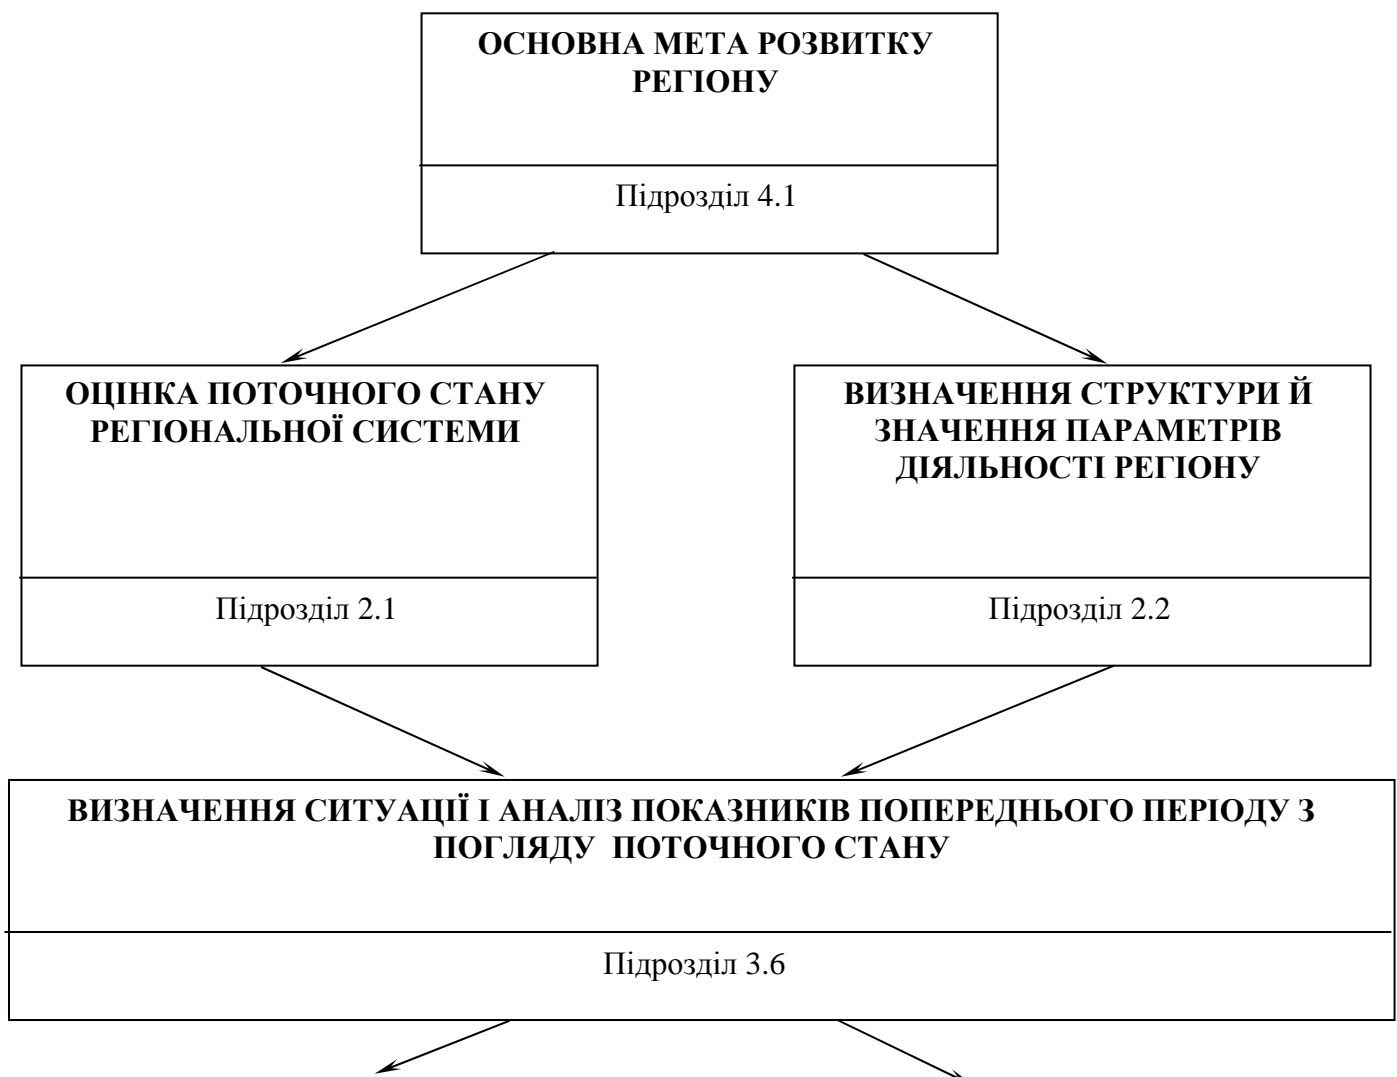 ОСНОВНА МЕТА РОЗВИТКУ
РЕГІОНУ
Підрозділ 4.1
ОЦІНКА ПОТОЧНОГО СТАНУ
РЕГІОНАЛЬНОЇ СИСТЕМИ
Підрозділ 2.1
ВИЗНАЧЕННЯ СТРУКТУРИ Й
ЗНАЧЕННЯ ПАРАМЕТРІВ
ДІЯЛЬНОСТІ РЕГІОНУ
Підрозділ 2.2
ВИЗНАЧЕННЯ СИТУАЦІЇ І АНАЛІЗ ПОКАЗНИКІВ ПОПЕРЕДНЬОГО ПЕРІОДУ З
ПОГЛЯДУ ПОТОЧНОГО СТАНУ
Підрозділ 3.6